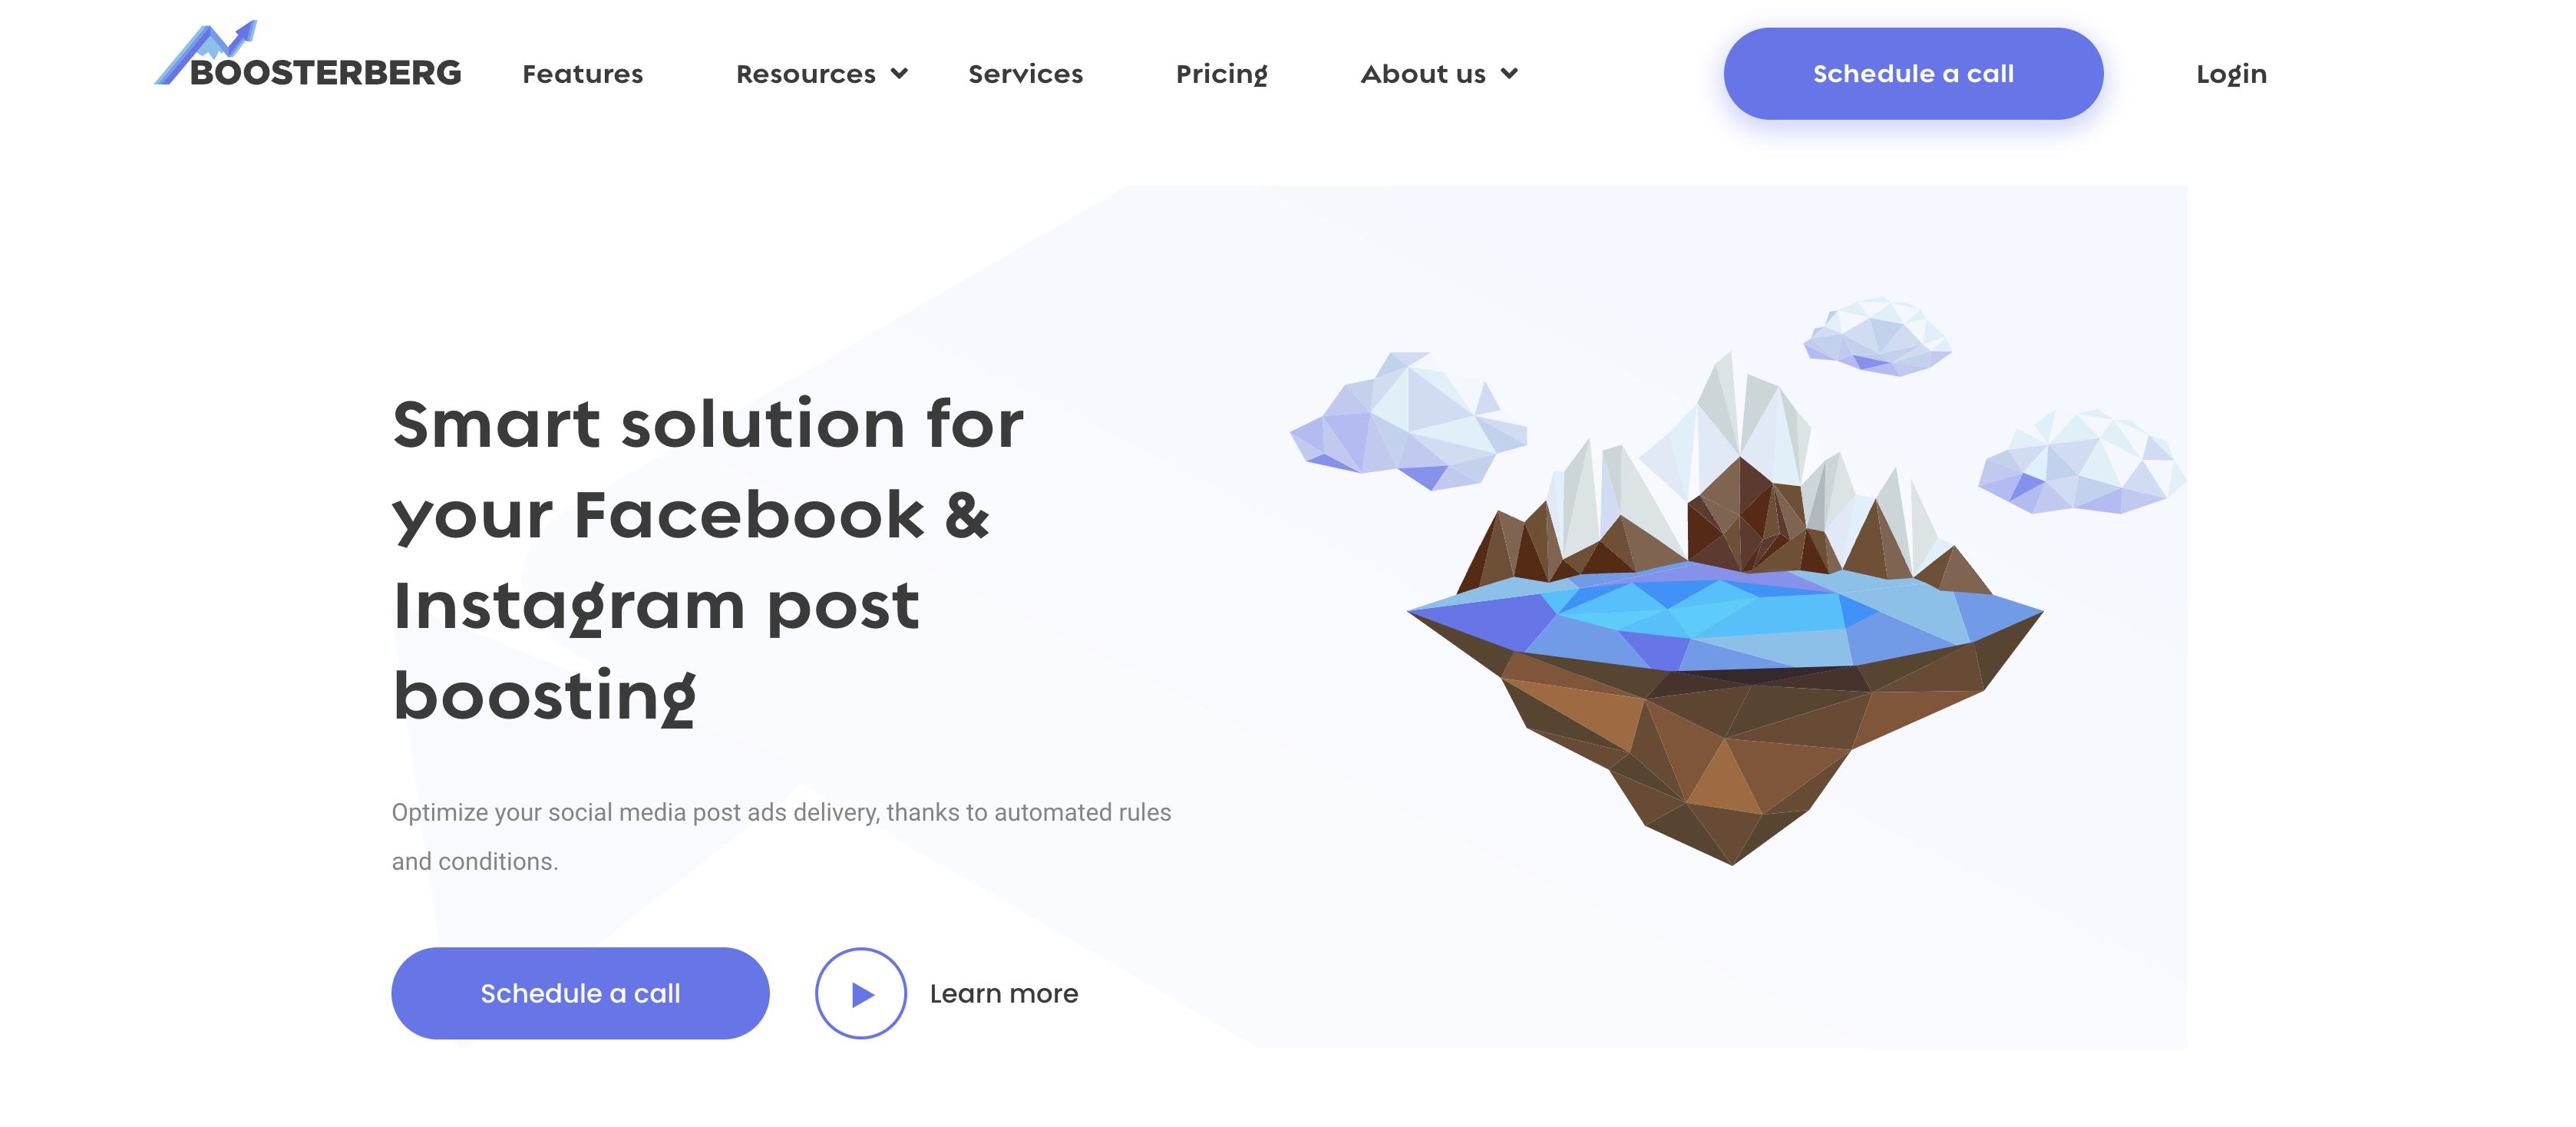 BOOSTERBERG
Features
Resources
Services
Pricing
About us
Schedule a call
Login
Smart solution for
your Facebook &
Instagram post
boosting
Optimize your social media post ads delivery, thanks to automated rules
and conditions.
Schedule a call
Learn more